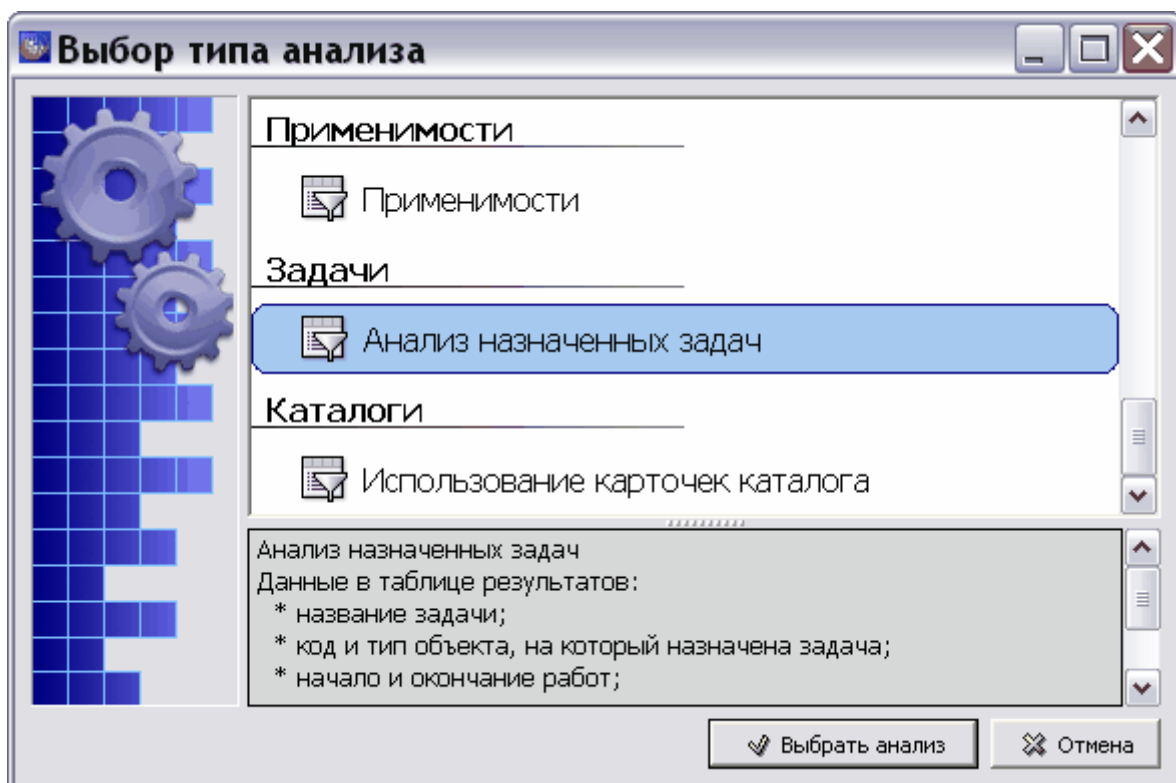 Выбор типа анализа
Применимости
Применимости
Задачи
Анализ назначенных задач
Каталоги
Использование карточек каталога
Анализ назначенных задач
Данные в таблице результатов:
* название задачи;
* код и тип объекта, на который назначена задача;
* начало и окончание работ;
Выбрать анализ
Отмена